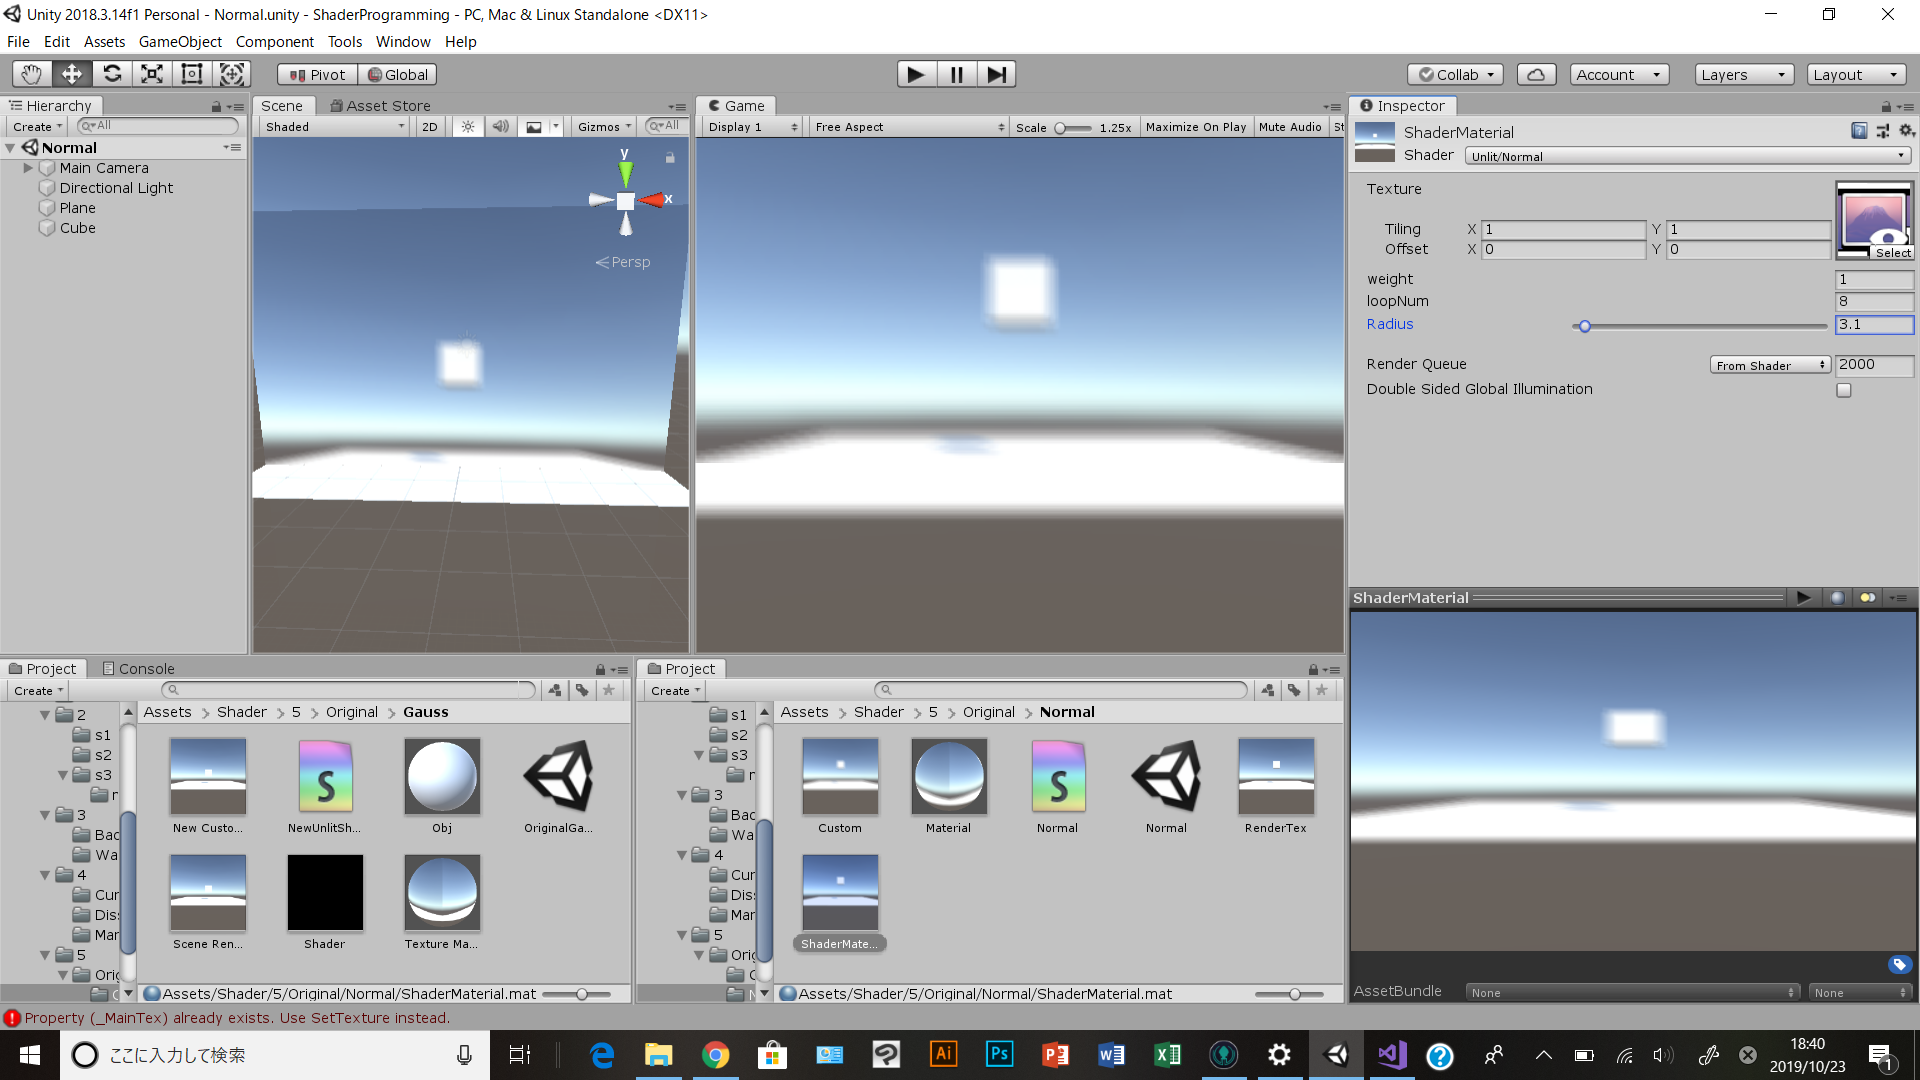 Unity 2018.3.14f1 Personal - Normal.unity - ShaderProgramming - PC, Mac & Linux Standalone <DX11>
File Edit Assets GameObject Component Tools Window Help
Pivot Global Collab Account Layers Layout
Hierarchy Scene Asset Store Game Inspector
Create All Shaded 2D Gizmos All Display 1 Free Aspect Scale 1.25x Maximize On Play Mute Audio St
ShaderMaterial
Shader Unlit/Normal
Normal
Main Camera
Directional Light
Plane
Cube
y
x
Persp
Texture
Tiling X 1 Y 1
Offset X 0 Y 0
Select
weight 1
loopNum 8
Radius 3.1
Render Queue From Shader 2000
Double Sided Global Illumination
ShaderMaterial
Project Console
Create
2
s1
s2
s3
r
3
Bac
Wa
4
Cur
Dis
Mar
5
Orig
Assets Shader 5 Original Gauss
New Custo...
NewUnlitSh...
Obj
OriginalGa...
Scene Ren...
Shader
Texture Ma...
Assets/Shader/5/Original/Normal/ShaderMaterial.mat
Project
Create
s1
s2
s3
r
3
Bac
Wa
4
Cur
Dis
Mar
5
Orig
Assets Shader 5 Original Normal
Custom
Material
Normal
Normal
RenderTex
ShaderMate...
Assets/Shader/5/Original/Normal/ShaderMaterial.mat
AssetBundle None None
Property (_MainTex) already exists. Use SetTexture instead.
ここに入力して検索
18:40
2019/10/23
1